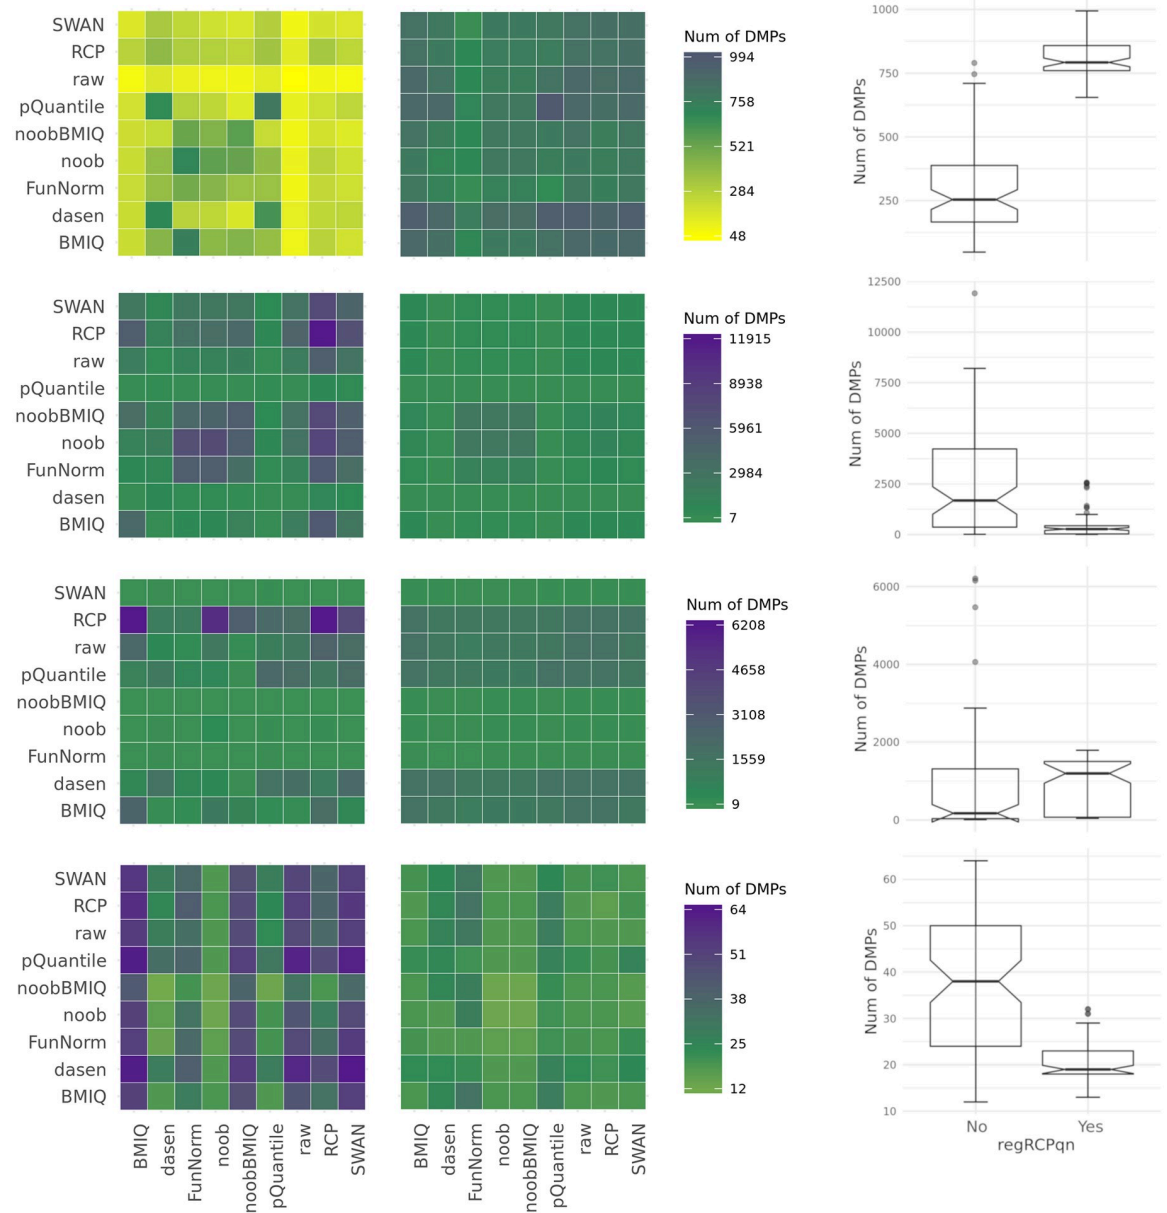 SWAN
RCP
raw
pQuantile
noobBMIQ
noob
FunNorm
dasen
BMIQ
Num of DMPs
994
758
521
284
48
Num of DMPs
1000
750
500
250
SWAN
RCP
raw
pQuantile
noobBMIQ
noob
FunNorm
dasen
BMIQ
Num of DMPs
11915
8938
5961
2984
7
Num of DMPs
12500
10000
7500
5000
2500
0
SWAN
RCP
raw
pQuantile
noobBMIQ
noob
FunNorm
dasen
BMIQ
Num of DMPs
6208
4658
3108
1559
9
Num of DMPs
6000
4000
2000
0
SWAN
RCP
raw
pQuantile
noobBMIQ
noob
FunNorm
dasen
BMIQ
Num of DMPs
64
51
38
25
12
Num of DMPs
60
50
40
30
20
10
BMIQ
dasen
FunNorm
noob
noobBMIQ
pQuantile
raw
RCP
SWAN
BMIQ
dasen
FunNorm
noob
noobBMIQ
pQuantile
raw
RCP
SWAN
No
Yes
regRCPqn